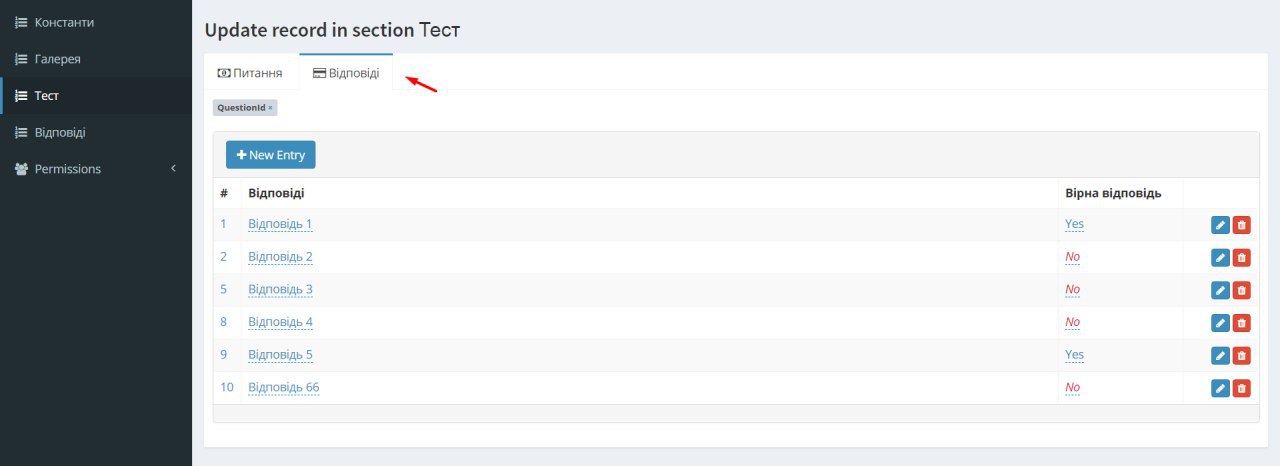 Константи
Галерея
Тест
Відповіді
Permissions
Update record in section Тест
Питання Відповіді
QuestionId ×
New Entry
# Відповіді Вірна відповідь
1 Відповідь 1 Yes
2 Відповідь 2 No
5 Відповідь 3 No
8 Відповідь 4 No
9 Відповідь 5 Yes
10 Відповідь 66 No